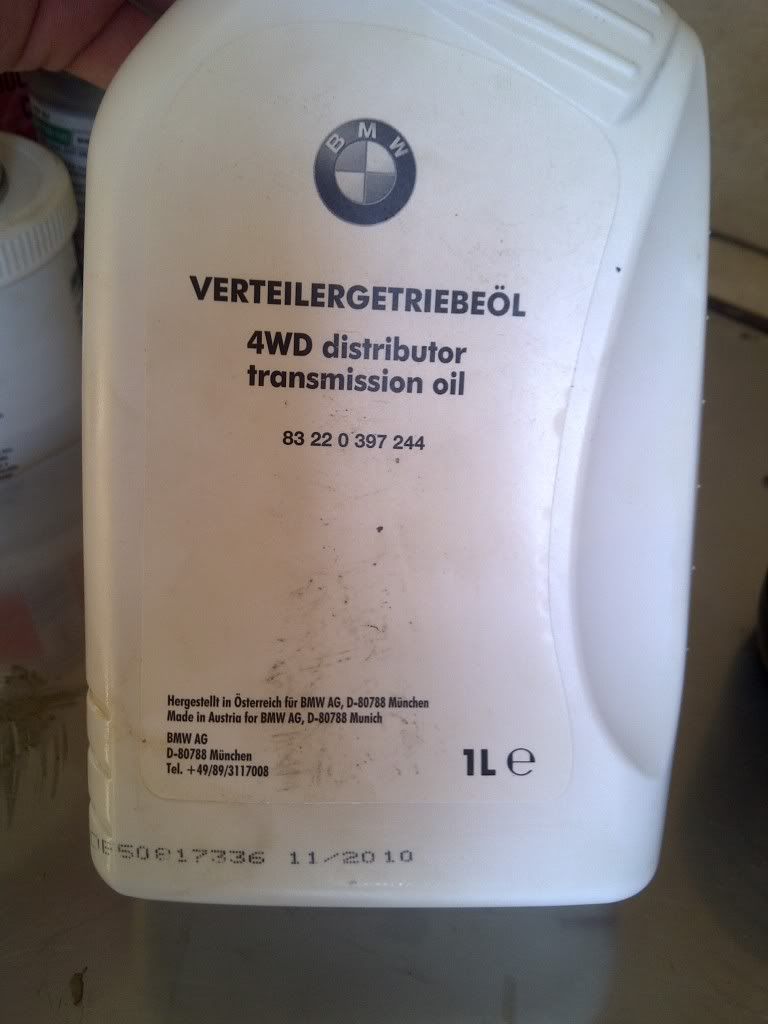 BMW
VERTEILERGETRIEBEÖL
4WD distributor
transmission oil
83 22 0 397 244
Hergestellt in Österreich für BMW AG, D-80788 München
Made in Austria for BMW AG, D-80788 Munich
BMW AG
D-80788 München
Tel. +49/89/3117008
1L ℮
11/2010